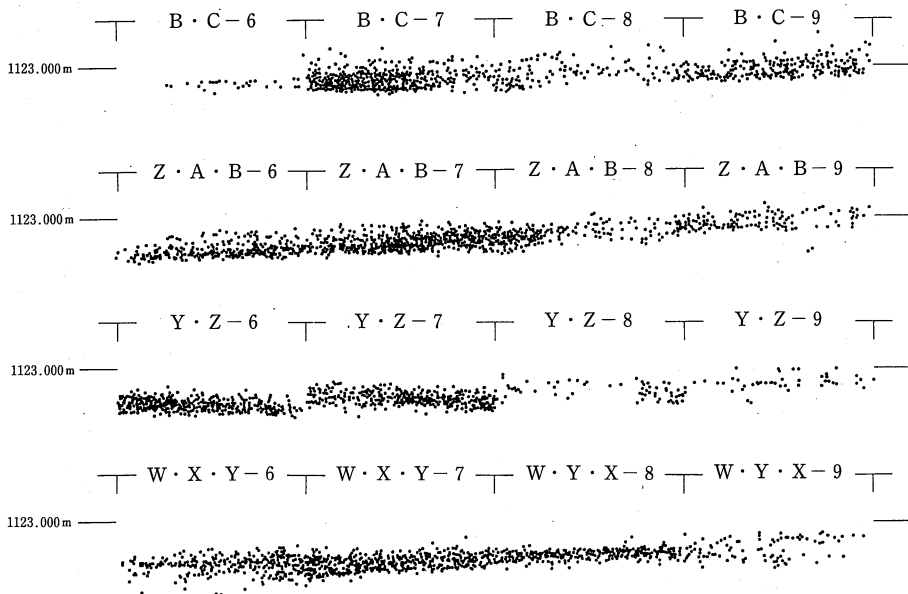 B・C－6 B・C－7 B・C－8 B・C－9
1123.000m
Z・A・B－6 Z・A・B－7 Z・A・B－8 Z・A・B－9
1123.000m
Y・Z－6 Y・Z－7 Y・Z－8 Y・Z－9
1123.000m
W・X・Y－6 W・X・Y－7 W・Y・X－8 W・Y・X－9
1123.000m